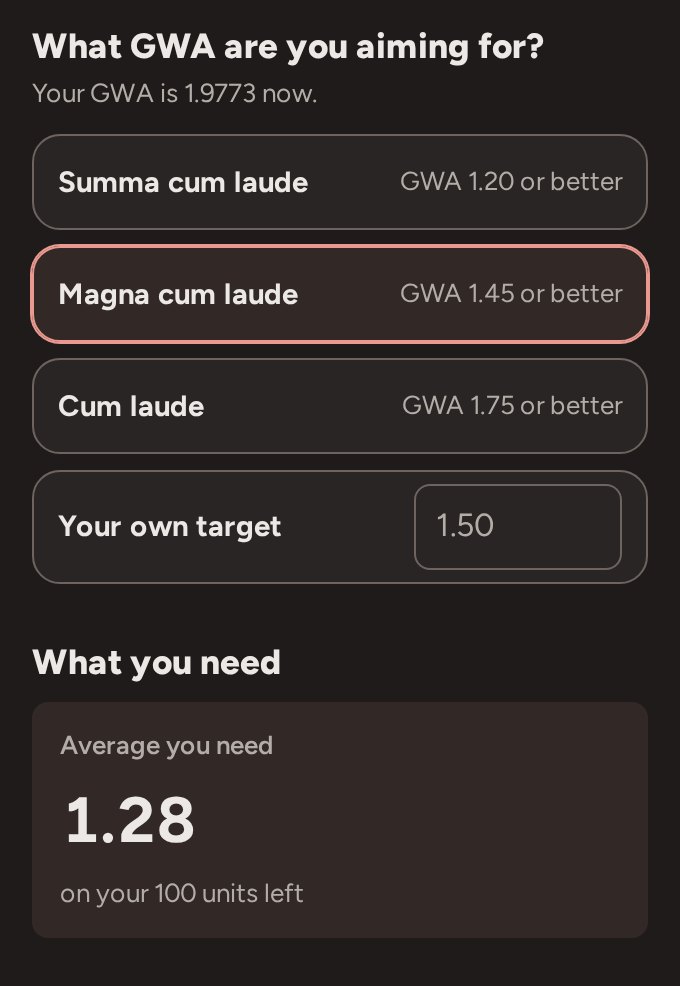 What GWA are you aiming for?
Your GWA is 1.9773 now.
Summa cum laude GWA 1.20 or better
Magna cum laude GWA 1.45 or better
Cum laude GWA 1.75 or better
Your own target 1.50
What you need
Average you need
1.28
on your 100 units left